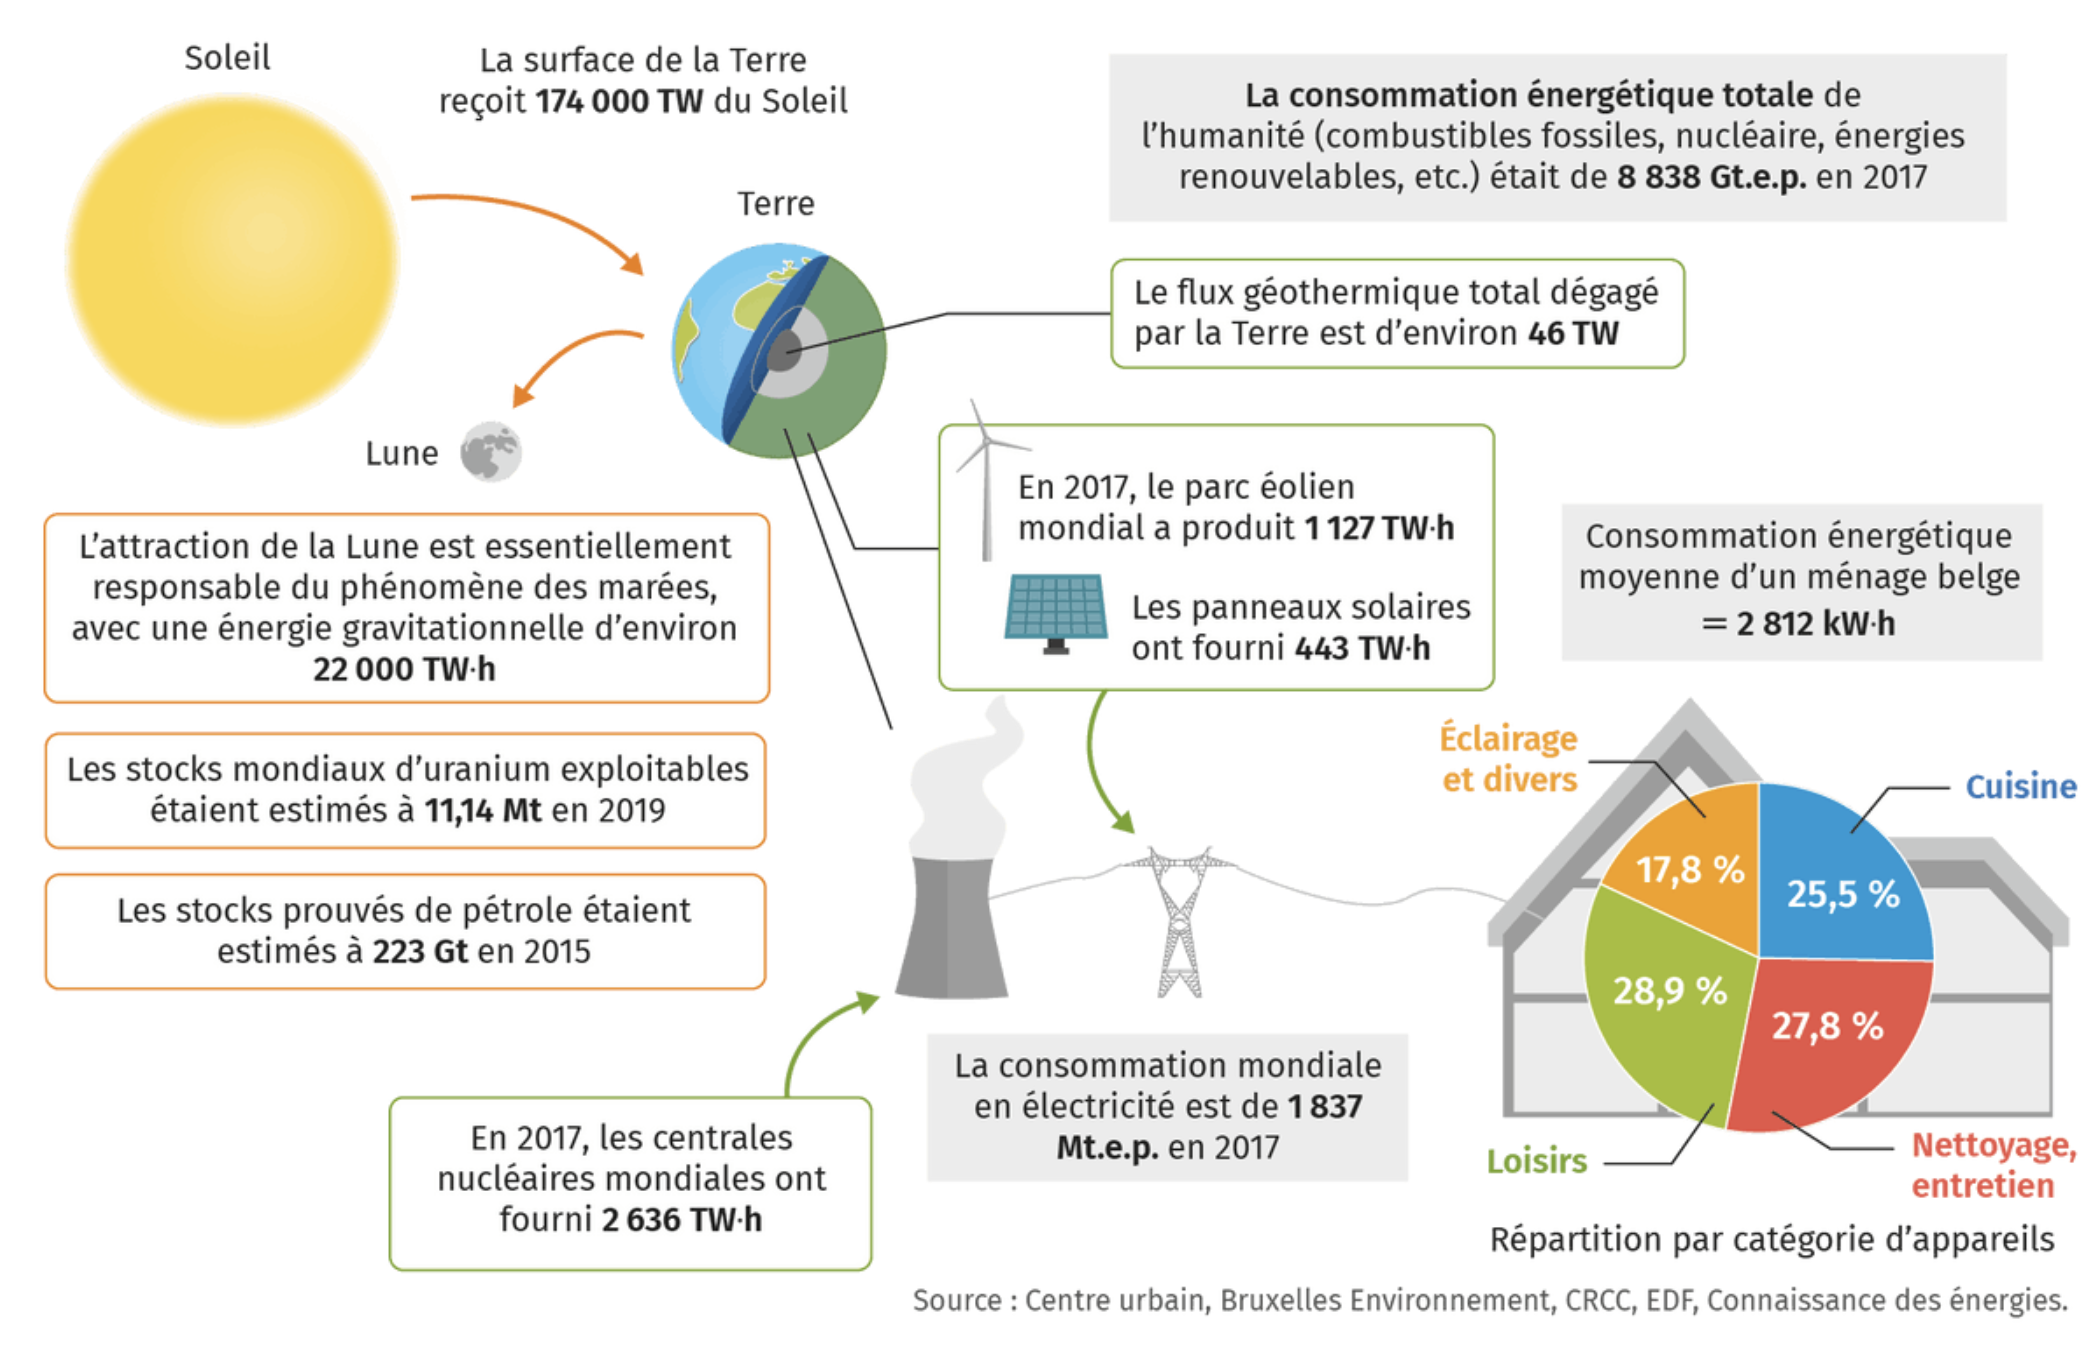 Soleil
La surface de la Terre
reçoit 174 000 TW du Soleil
La consommation énergétique totale de
l’humanité (combustibles fossiles, nucléaire, énergies
renouvelables, etc.) était de 8 838 Gt.e.p. en 2017
Terre
Le flux géothermique total dégagé
par la Terre est d’environ 46 TW
Lune
En 2017, le parc éolien
mondial a produit 1 127 TW·h
Les panneaux solaires
ont fourni 443 TW·h
Consommation énergétique
moyenne d’un ménage belge
= 2 812 kW·h
L’attraction de la Lune est essentiellement
responsable du phénomène des marées,
avec une énergie gravitationnelle d’environ
22 000 TW·h
Les stocks mondiaux d’uranium exploitables
étaient estimés à 11,14 Mt en 2019
Les stocks prouvés de pétrole étaient
estimés à 223 Gt en 2015
Éclairage
et divers
Cuisine
17,8 %
25,5 %
28,9 %
27,8 %
Loisirs
Nettoyage,
entretien
Répartition par catégorie d’appareils
La consommation mondiale
en électricité est de 1 837
Mt.e.p. en 2017
En 2017, les centrales
nucléaires mondiales ont
fourni 2 636 TW·h
Source : Centre urbain, Bruxelles Environnement, CRCC, EDF, Connaissance des énergies.